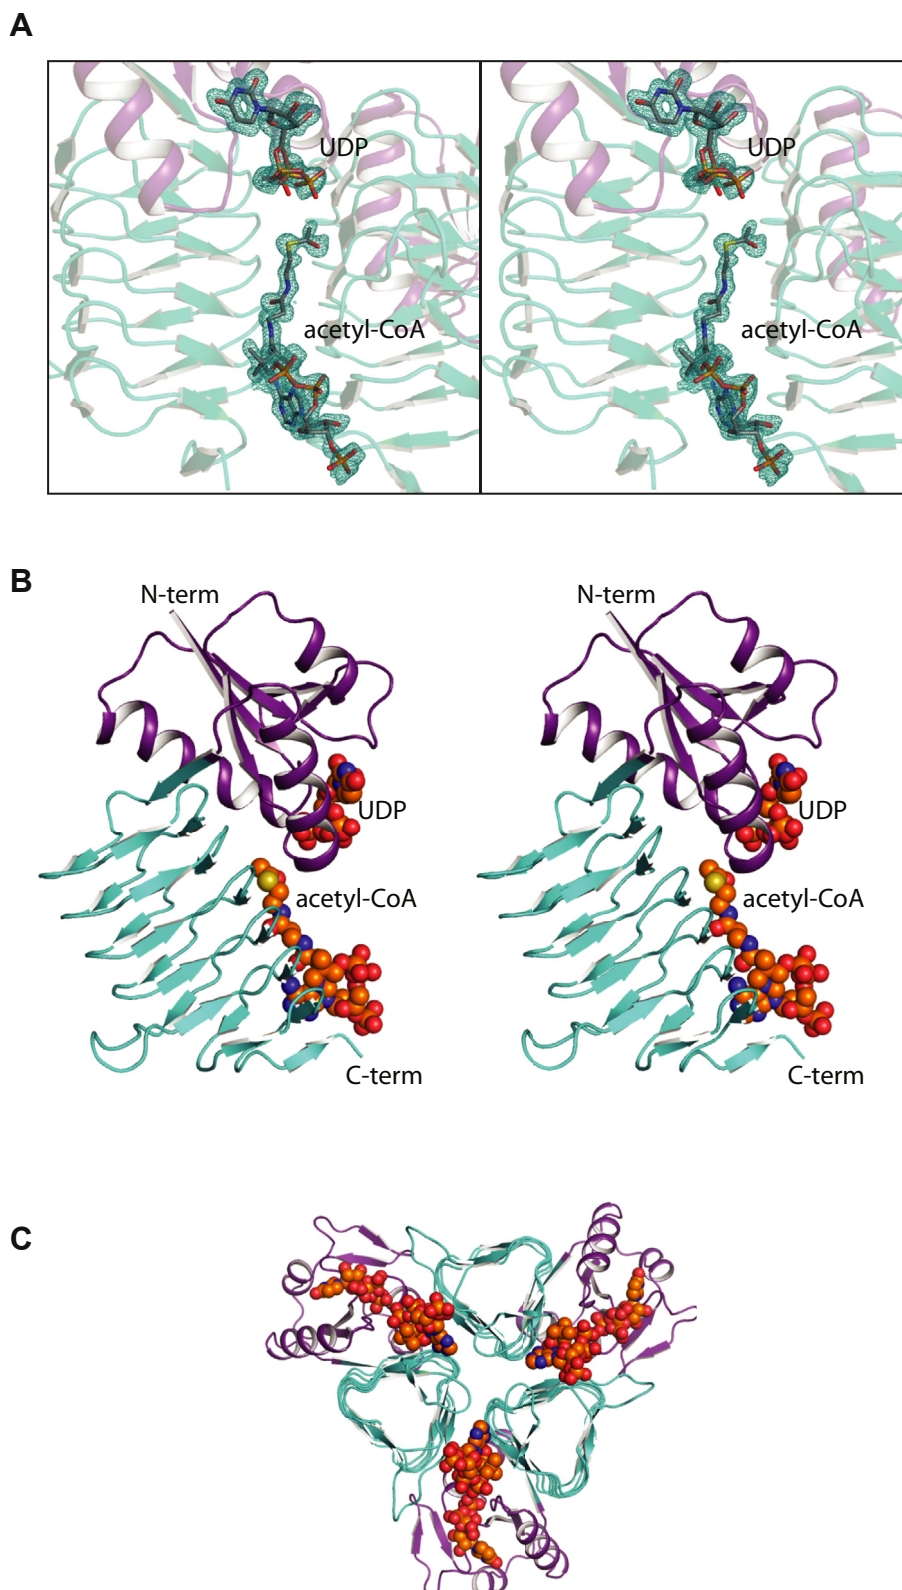 A
UDP UDP
acetyl-CoA acetyl-CoA
B
N-term N-term
UDP UDP
acetyl-CoA acetyl-CoA
C-term C-term
C